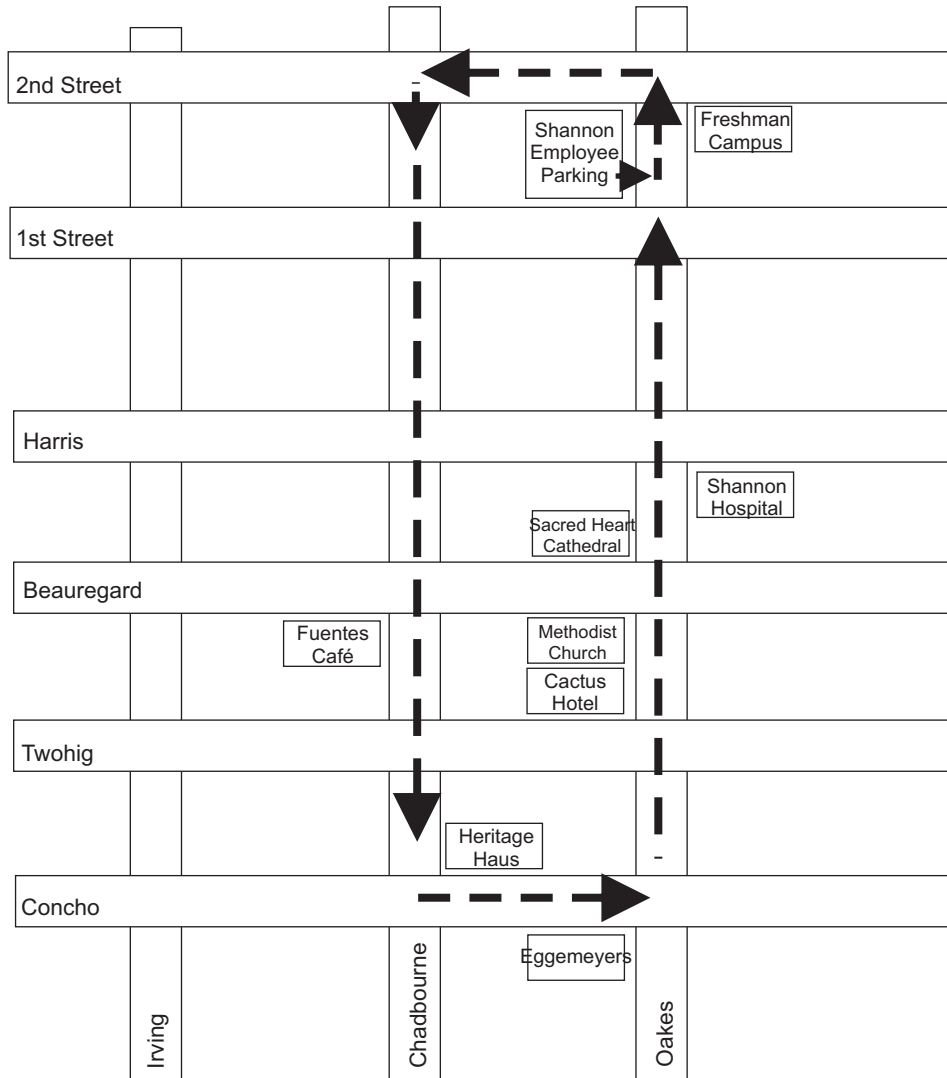 2nd Street
Shannon
Employee
Parking
Freshman
Campus
1st Street
Harris
Shannon
Hospital
Sacred Heart
Cathedral
Beauregard
Fuentes
Café
Methodist
Church
Cactus
Hotel
Twohig
Heritage
Haus
Concho
Eggemeyers
Irving
Chadbourne
Oakes